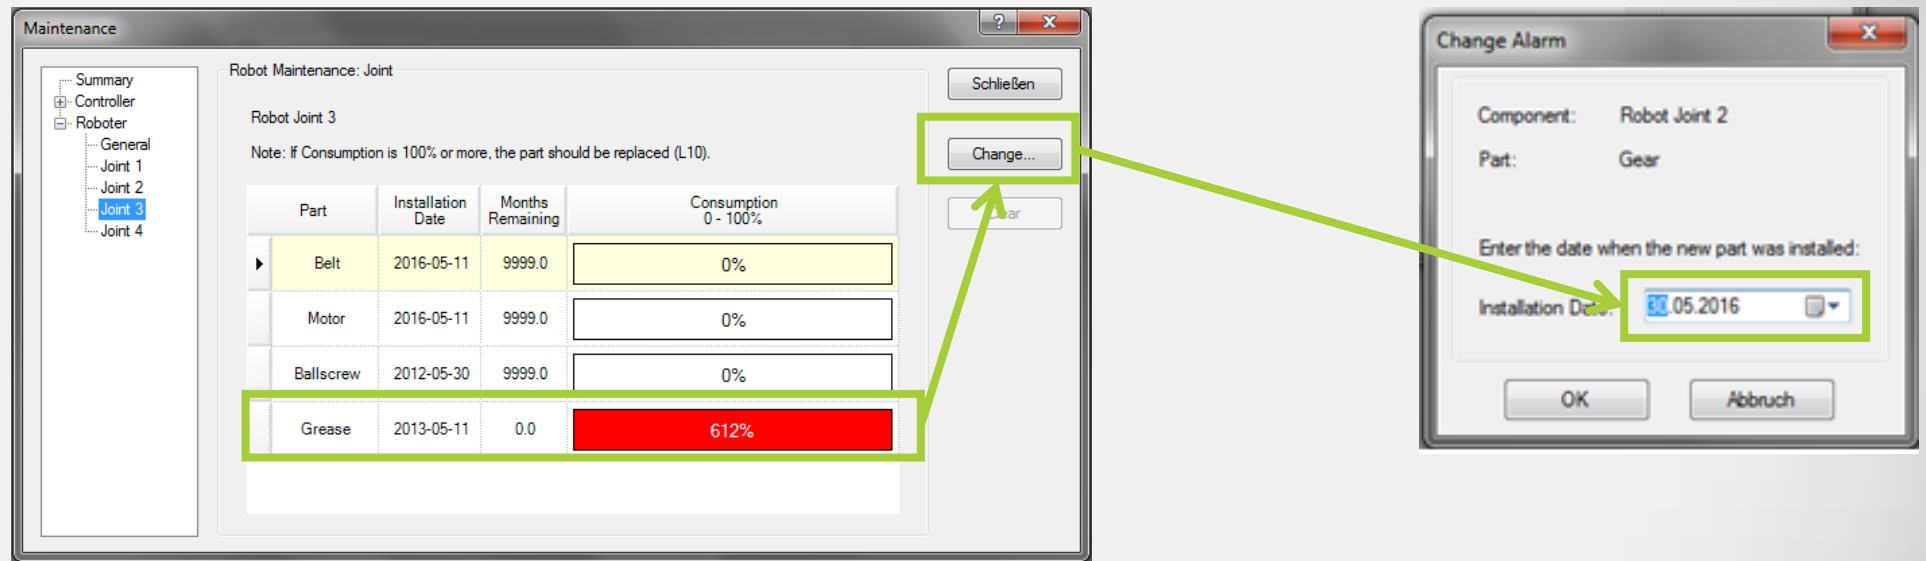 Maintenance
?
X
Summary
Controller
Roboter
General
Joint 1
Joint 2
Joint 3
Joint 4
Robot Maintenance: Joint
Robot Joint 3
Note: If Consumption is 100% or more, the part should be replaced (L10).
Part
Installation
Date
Months
Remaining
Consumption
0 - 100%
Belt 2016-05-11 9999.0 0%
Motor 2016-05-11 9999.0 0%
Ballscrew 2012-05-30 9999.0 0%
Grease 2013-05-11 0.0 612%
Schließen
Change...
Clear
Change Alarm
X
Component: Robot Joint 2
Part: Gear
Enter the date when the new part was installed:
Installation Date: 30.05.2016
OK
Abbruch